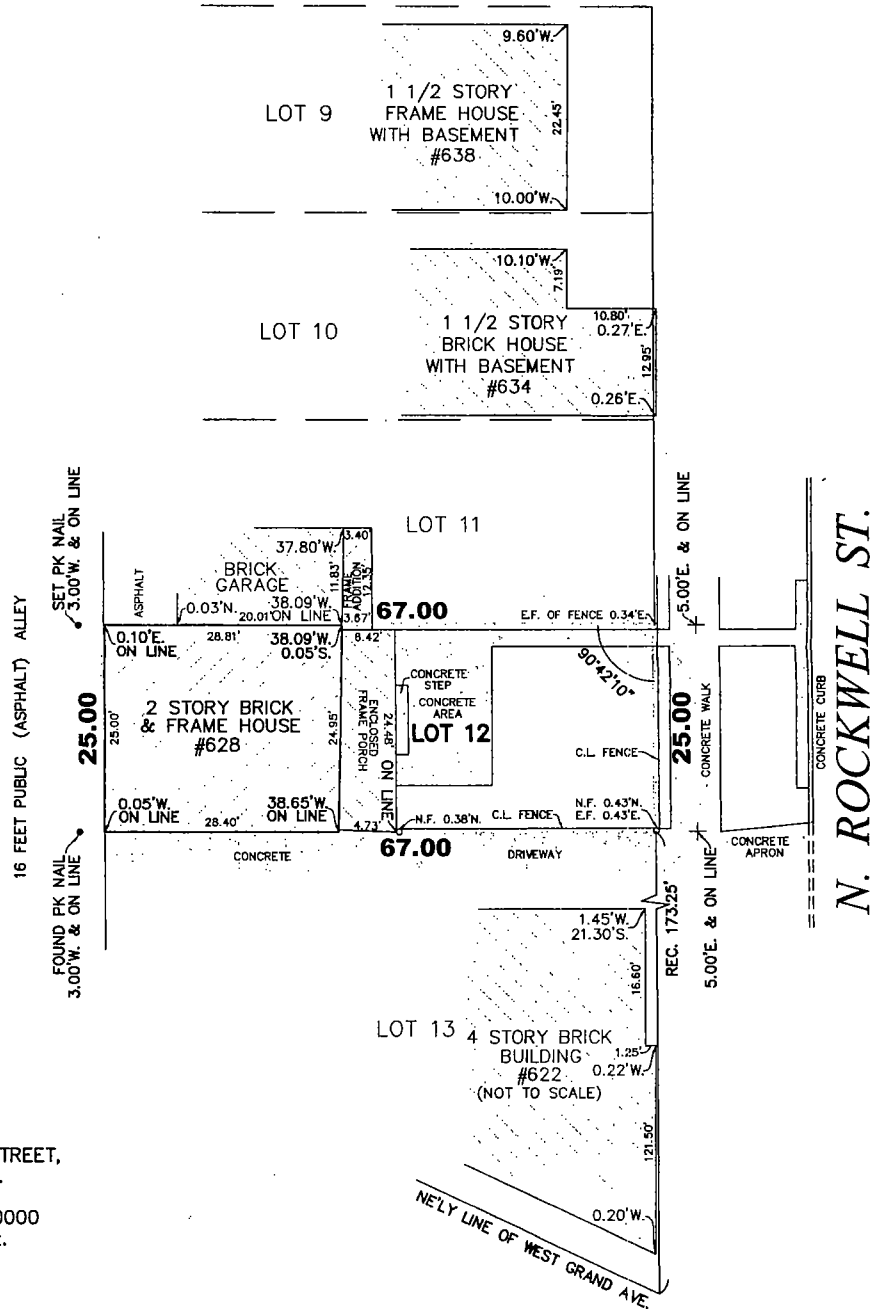 9.60'W.
LOT 9
1 1/2 STORY
FRAME HOUSE
WITH BASEMENT
#638
22.45'
10.00'W.
10.10'W.
7.19'
LOT 10
1 1/2 STORY
BRICK HOUSE
WITH BASEMENT
#634
10.80'
0.27'E.
12.95'
0.26'E.
16 FEET PUBLIC (ASPHALT) ALLEY
SET PK NAIL
3.00'W. & ON LINE
ASPHALT
BRICK
GARAGE
0.03'N.
20.01'
37.80'W.
11.83'
38.09'W.
ON LINE
3.40'
FRAME
ADDITION
12.35'
3.67'
LOT 11
67.00
E.F. OF FENCE 0.34'E.
5.00'E. & ON LINE
0.10'E.
ON LINE
28.81'
38.09'W.
0.05'S.
8.42'
90°42'10"
25.00
25.00'
2 STORY BRICK
& FRAME HOUSE
#628
24.95'
ENCLOSED
FRAME PORCH
24.48' ON LINE
CONCRETE
STEP
CONCRETE
AREA
LOT 12
C.L. FENCE
25.00
CONCRETE WALK
CONCRETE CURB
N. ROCKWELL ST.
0.05'W.
ON LINE
28.40'
38.65'W.
ON LINE
4.73'
N.F. 0.38'N.
C.L. FENCE
N.F. 0.43'N.
E.F. 0.43'E.
FOUND PK NAIL
3.00'W. & ON LINE
CONCRETE
67.00
DRIVEWAY
CONCRETE
APRON
REC. 173.25'
5.00'E. & ON LINE
1.45'W.
21.30'S.
16.60'
LOT 13
4 STORY BRICK
BUILDING
#622
(NOT TO SCALE)
1.25'
0.22'W.
121.50'
0.20'W.
NE'LY LINE OF WEST GRAND AVE.
TREET,
0000